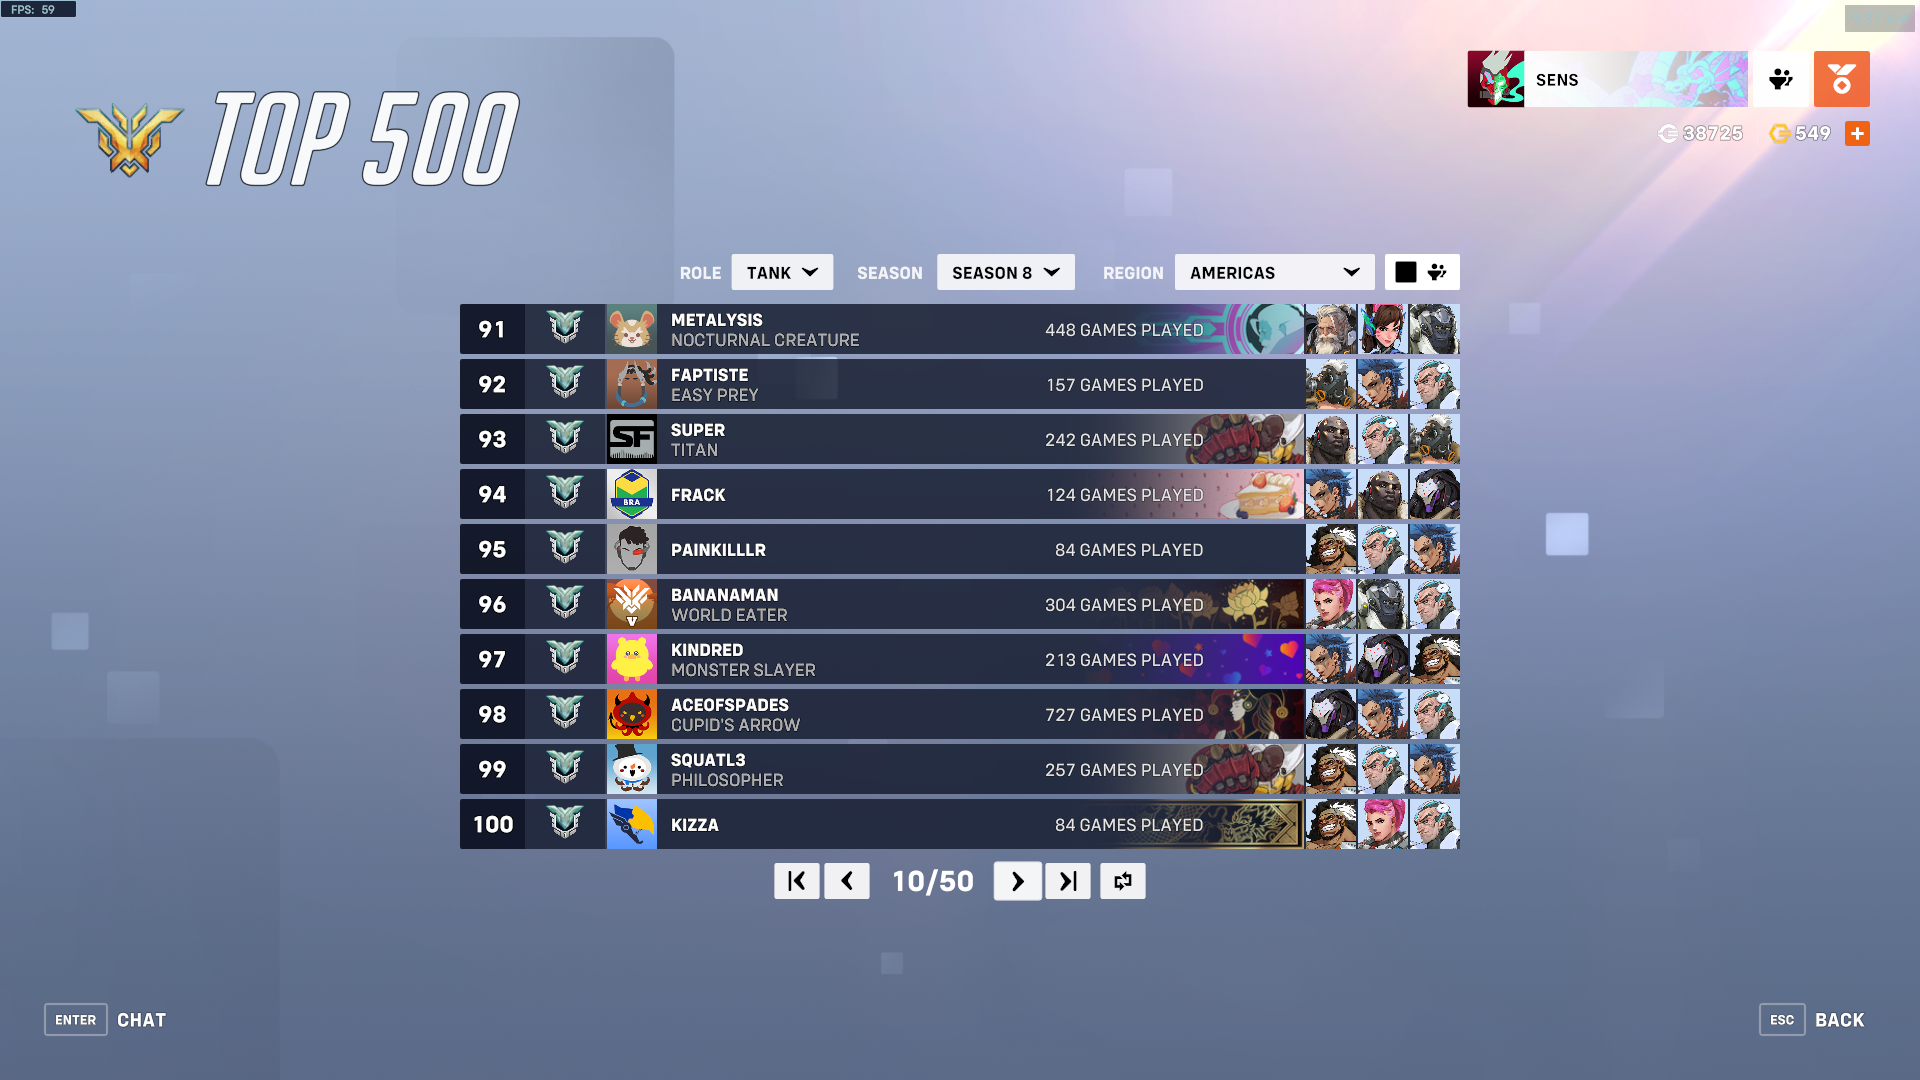 FPS: 59
TOP 500
SENS
38725
549
ROLE
TANK
SEASON
SEASON 8
REGION
AMERICAS
91
METALYSIS
NOCTURNAL CREATURE
448 GAMES PLAYED
92
FAPTISTE
EASY PREY
157 GAMES PLAYED
93
SF
SUPER
TITAN
242 GAMES PLAYED
94
BRA
FRACK
124 GAMES PLAYED
95
PAINKILLLR
84 GAMES PLAYED
96
V
BANANAMAN
WORLD EATER
304 GAMES PLAYED
97
KINDRED
MONSTER SLAYER
213 GAMES PLAYED
98
ACEOFSPADES
CUPID'S ARROW
727 GAMES PLAYED
99
SQUATL3
PHILOSOPHER
257 GAMES PLAYED
100
KIZZA
84 GAMES PLAYED
10/50
ENTER
CHAT
ESC
BACK